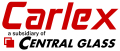 Carlex
a subsidiary of
CENTRAL GLASS